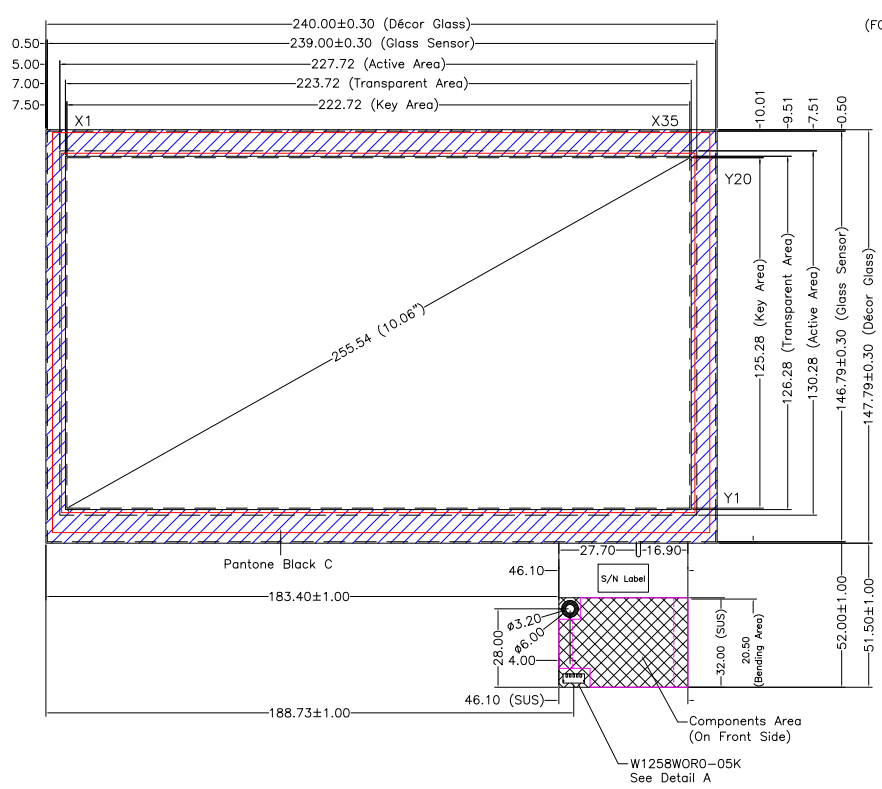 240.00±0.30 (Décor Glass)
(FC
0.50
239.00±0.30 (Glass Sensor)
5.00
227.72 (Active Area)
7.00
223.72 (Transparent Area)
7.50
222.72 (Key Area)
10.01
9.51
7.51
0.50
X1
X35
Y20
255.54 (10.06")
125.28 (Key Area)
126.28 (Transparent Area)
130.28 (Active Area)
146.79±0.30 (Glass Sensor)
147.79±0.30 (Décor Glass)
Y1
Pantone Black C
27.70
16.90
46.10
S/N Label
183.40±1.00
ø3.20
ø6.00
28.00
4.00
32.00 (SUS)
20.50
(Bending Area)
52.00±1.00
51.50±1.00
46.10 (SUS)
188.73±1.00
Components Area
(On Front Side)
W1258WOR0-05K
See Detail A